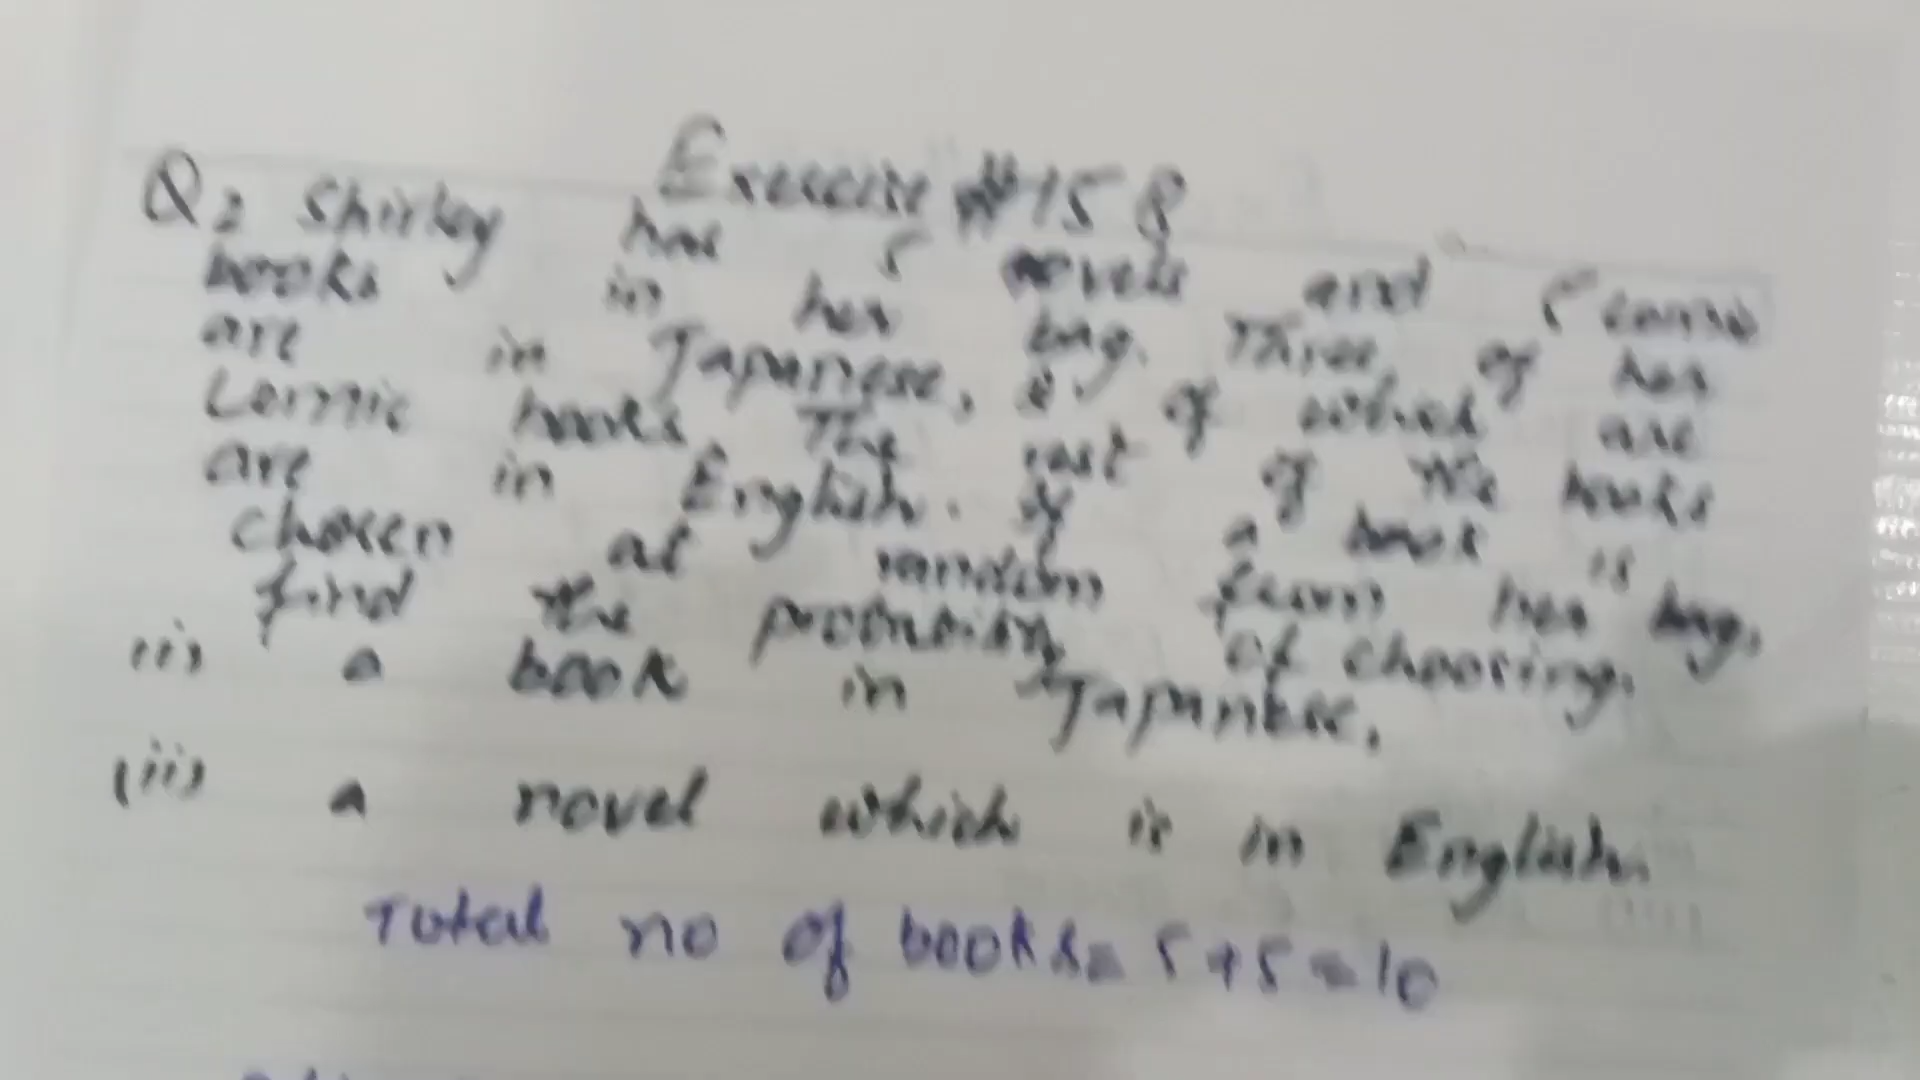 Exercise # 15 B
Q2 Shirley has 5 novels and 5 comic
books in her bag. Three of her
are in Japanese, 2 of which are
comic books. The rest of the books
are in English. If a book is
chosen at random from her bag,
find the probability of choosing.
(i) a book in Japanese.
(ii) a novel which is in English.
Total no of books = 5 + 5 = 10